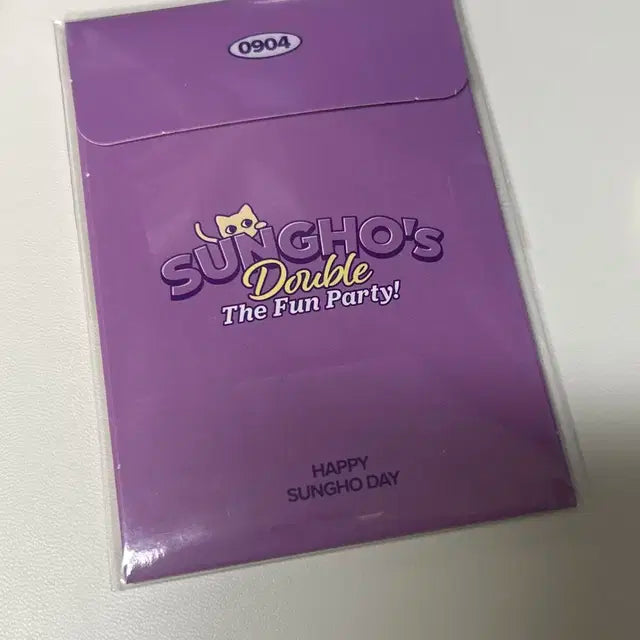 0904
SUNGHO's
Double
The Fun Party!
HAPPY
SUNGHO DAY